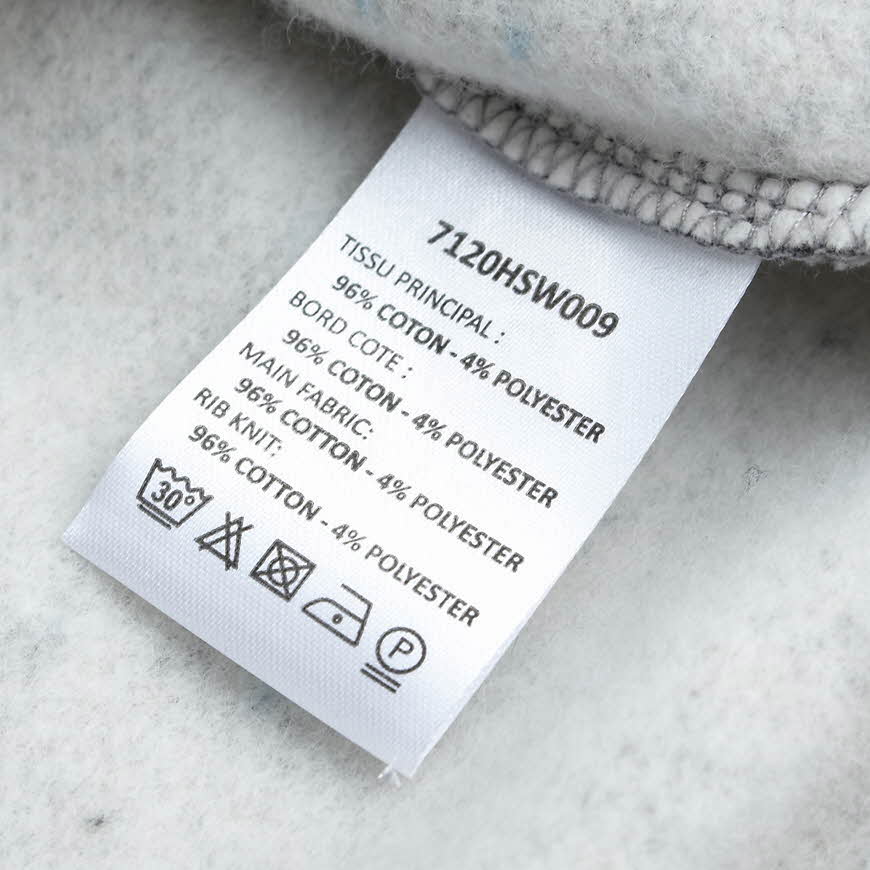 7120HSW009
TISSU PRINCIPAL :
96% COTON - 4% POLYESTER
BORD COTE :
96% COTON - 4% POLYESTER
MAIN FABRIC:
96% COTTON - 4% POLYESTER
RIB KNIT:
96% COTTON - 4% POLYESTER
30° P